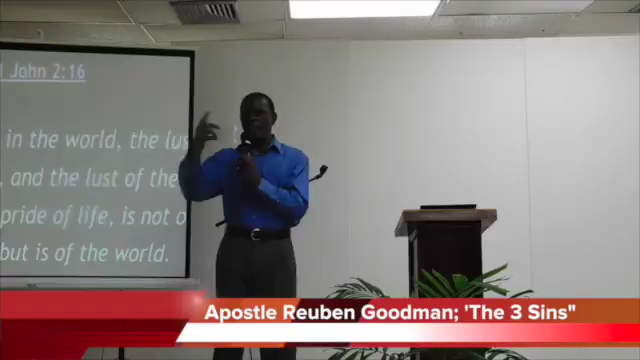 I John 2:16
in the world, the lus
, and the lust of the
pride of life, is not o
but is of the world.
Apostle Reuben Goodman; 'The 3 Sins"